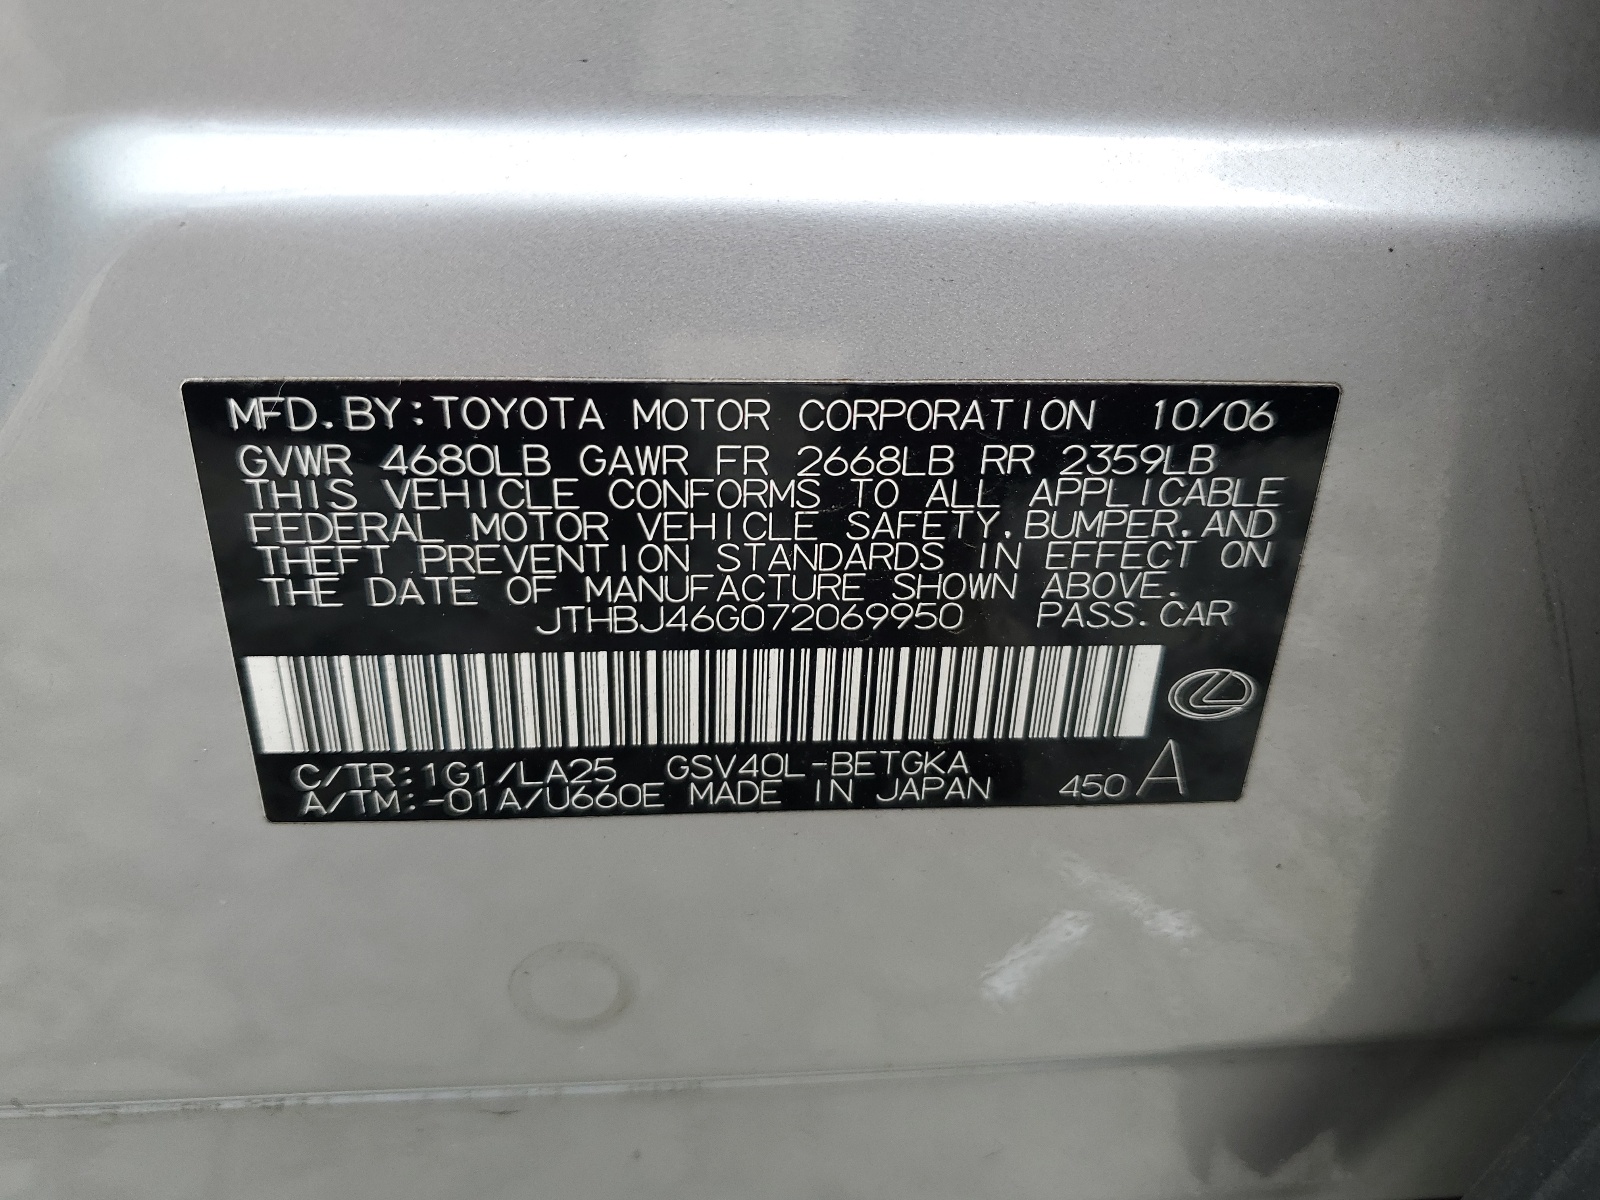 MFD. BY: TOYOTA MOTOR CORPORATION 10/06
GVWR 4680LB GAWR FR 2668LB RR 2359LB
THIS VEHICLE CONFORMS TO ALL APPLICABLE
FEDERAL MOTOR VEHICLE SAFETY, BUMPER, AND
THEFT PREVENTION STANDARDS IN EFFECT ON
THE DATE OF MANUFACTURE SHOWN ABOVE.
JTHBJ46G072069950 PASS. CAR
C/TR: 1G1/LA25 GSV40L-BETGKA
A/TM: -01A/U660E MADE IN JAPAN 450 A